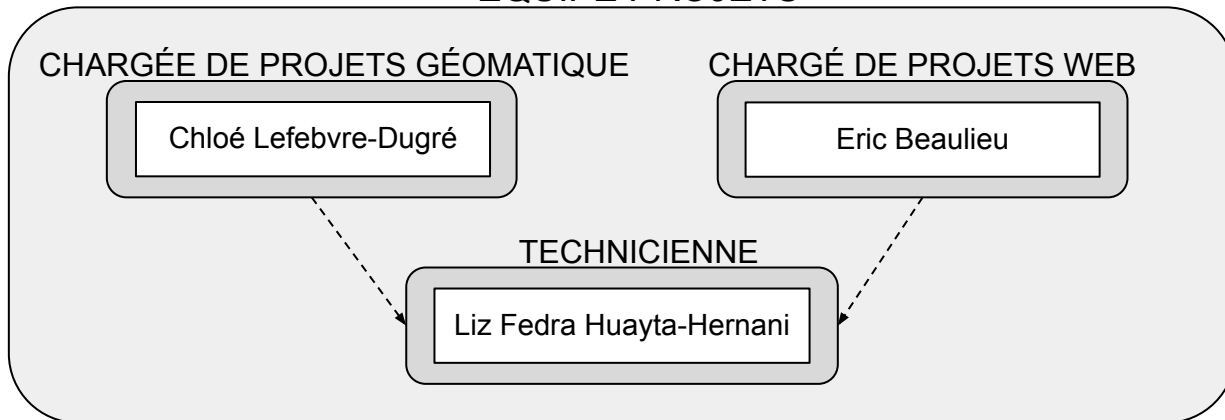 CHARGÉE DE PROJETS GÉOMATIQUE
CHARGÉ DE PROJETS WEB
Chloé Lefebvre-Dugré
Eric Beaulieu
TECHNICIENNE
Liz Fedra Huayta-Hernani